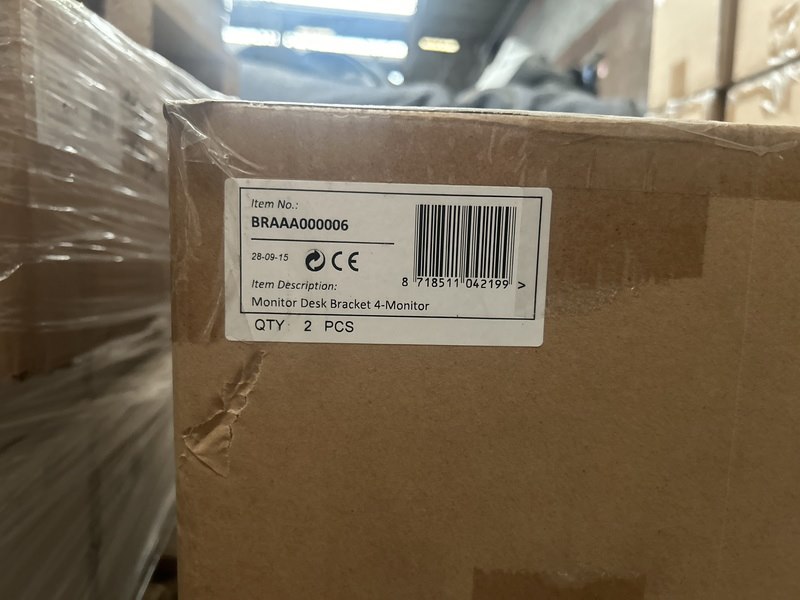 Item No.:
BRAAA000006
28-09-15 CE
Item Description:
Monitor Desk Bracket 4-Monitor
QTY: 2 PCS
8 718511 042199 >